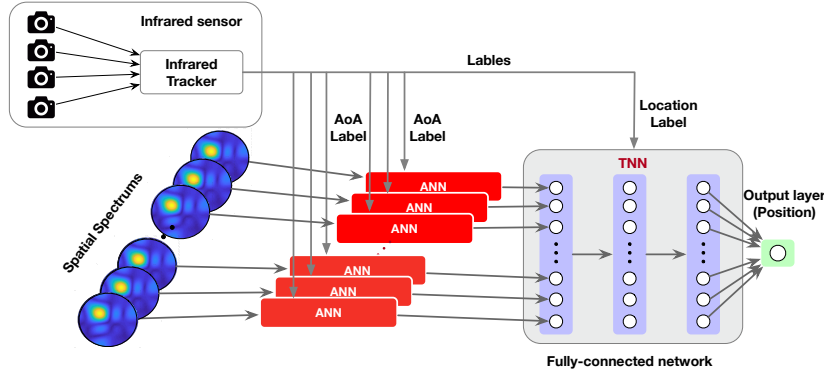 Infrared sensor
Infrared
Tracker
Lables
AoA
Label
AoA
Label
Location
Label
Spatial Spectrums
ANN
ANN
ANN
ANN
ANN
ANN
TNN
Output layer
(Position)
Fully-connected network